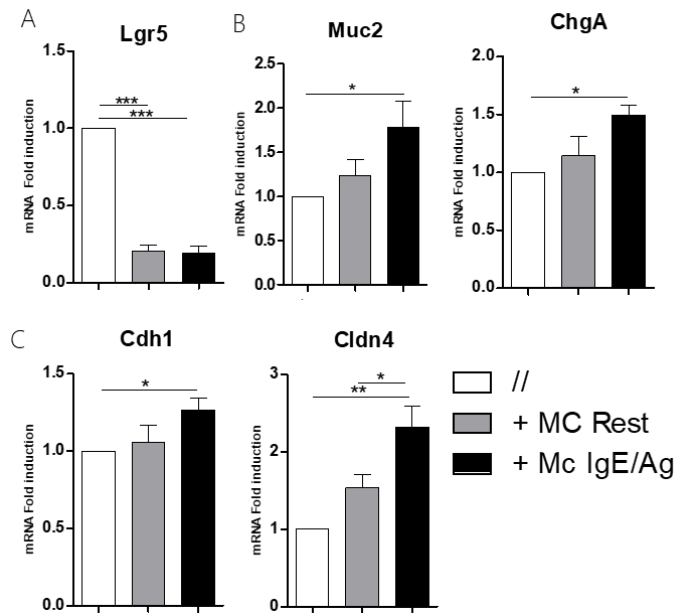 A
Lgr5
mRNA Fold induction
1.5
1.0
0.5
0.0
***
***
B
Muc2
mRNA Fold induction
2.5
2.0
1.5
1.0
0.5
0.0
*
ChgA
mRNA Fold induction
2.0
1.5
1.0
0.5
0.0
*
C
Cdh1
mRNA Fold induction
1.5
1.0
0.5
0.0
*
Cldn4
mRNA Fold induction
3
2
1
0
*
**
//
+ MC Rest
+ Mc IgE/Ag